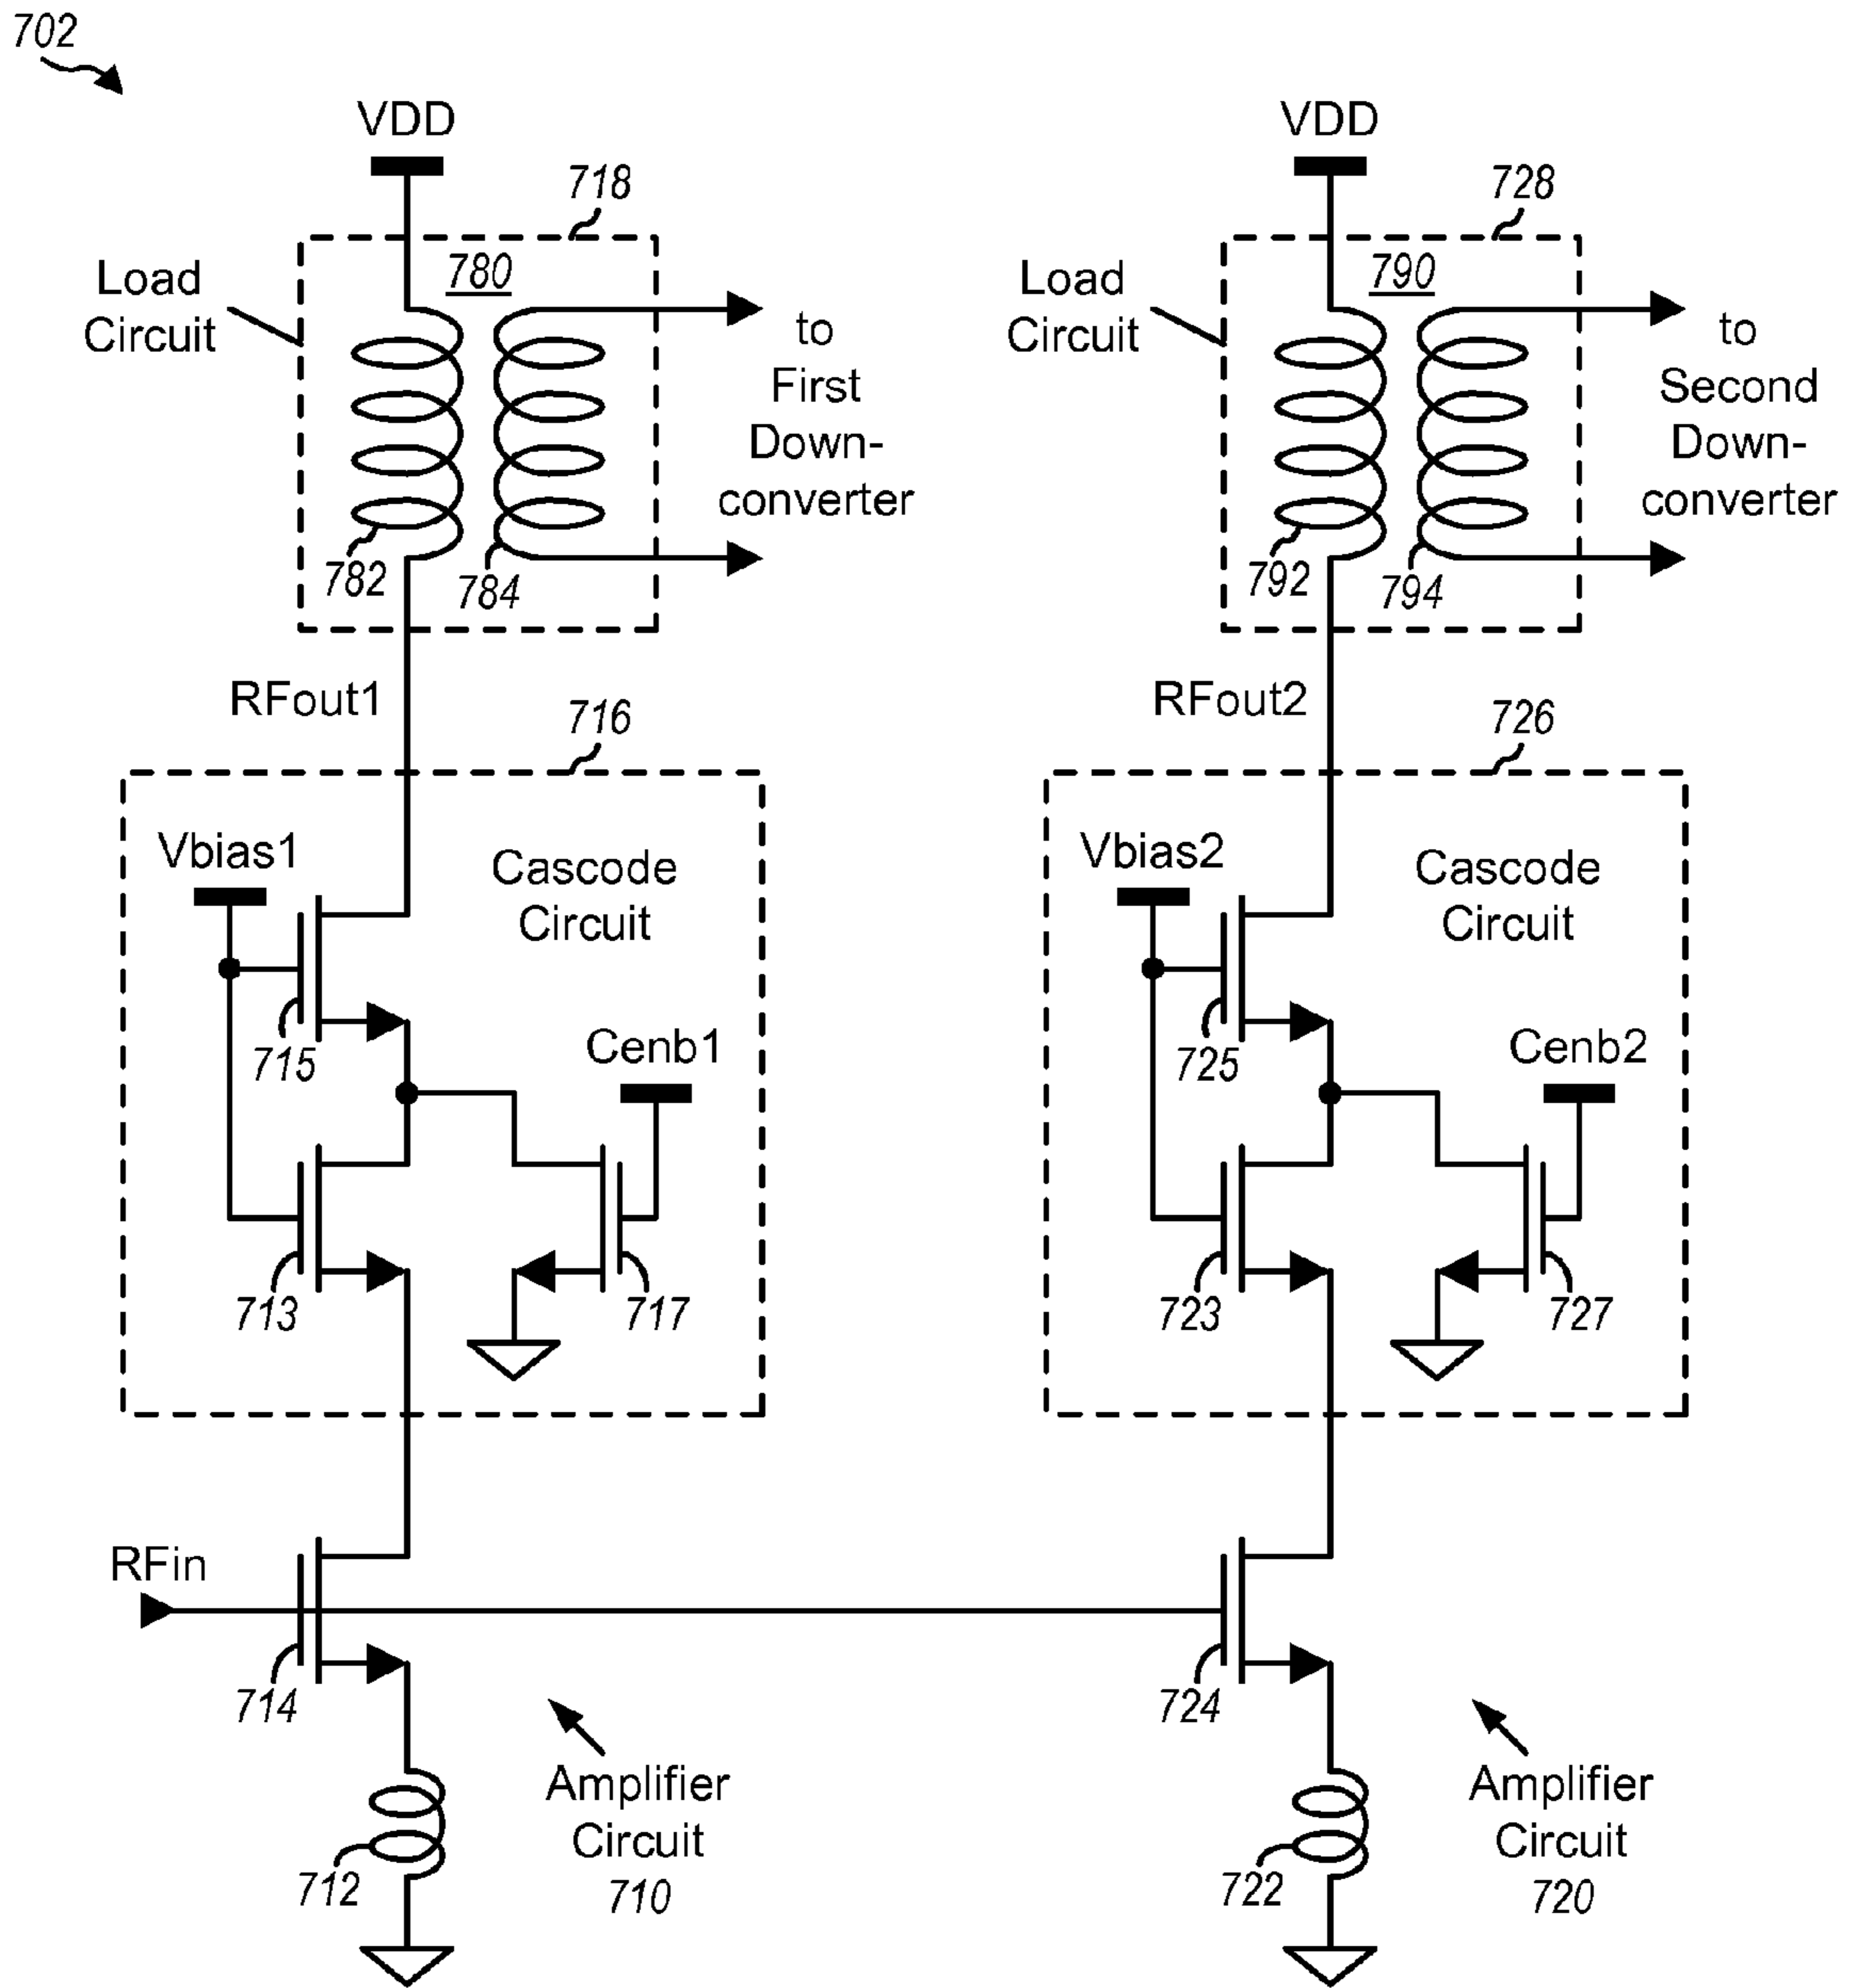 702
VDD
718
780
Load
Circuit
to
First
Down-
converter
782
784
RFout1
716
Vbias1
Cascode
Circuit
715
Cenb1
713
717
RFin
714
Amplifier
Circuit
710
712
VDD
728
790
Load
Circuit
to
Second
Down-
converter
792
794
RFout2
726
Vbias2
Cascode
Circuit
725
Cenb2
723
727
724
Amplifier
Circuit
720
722